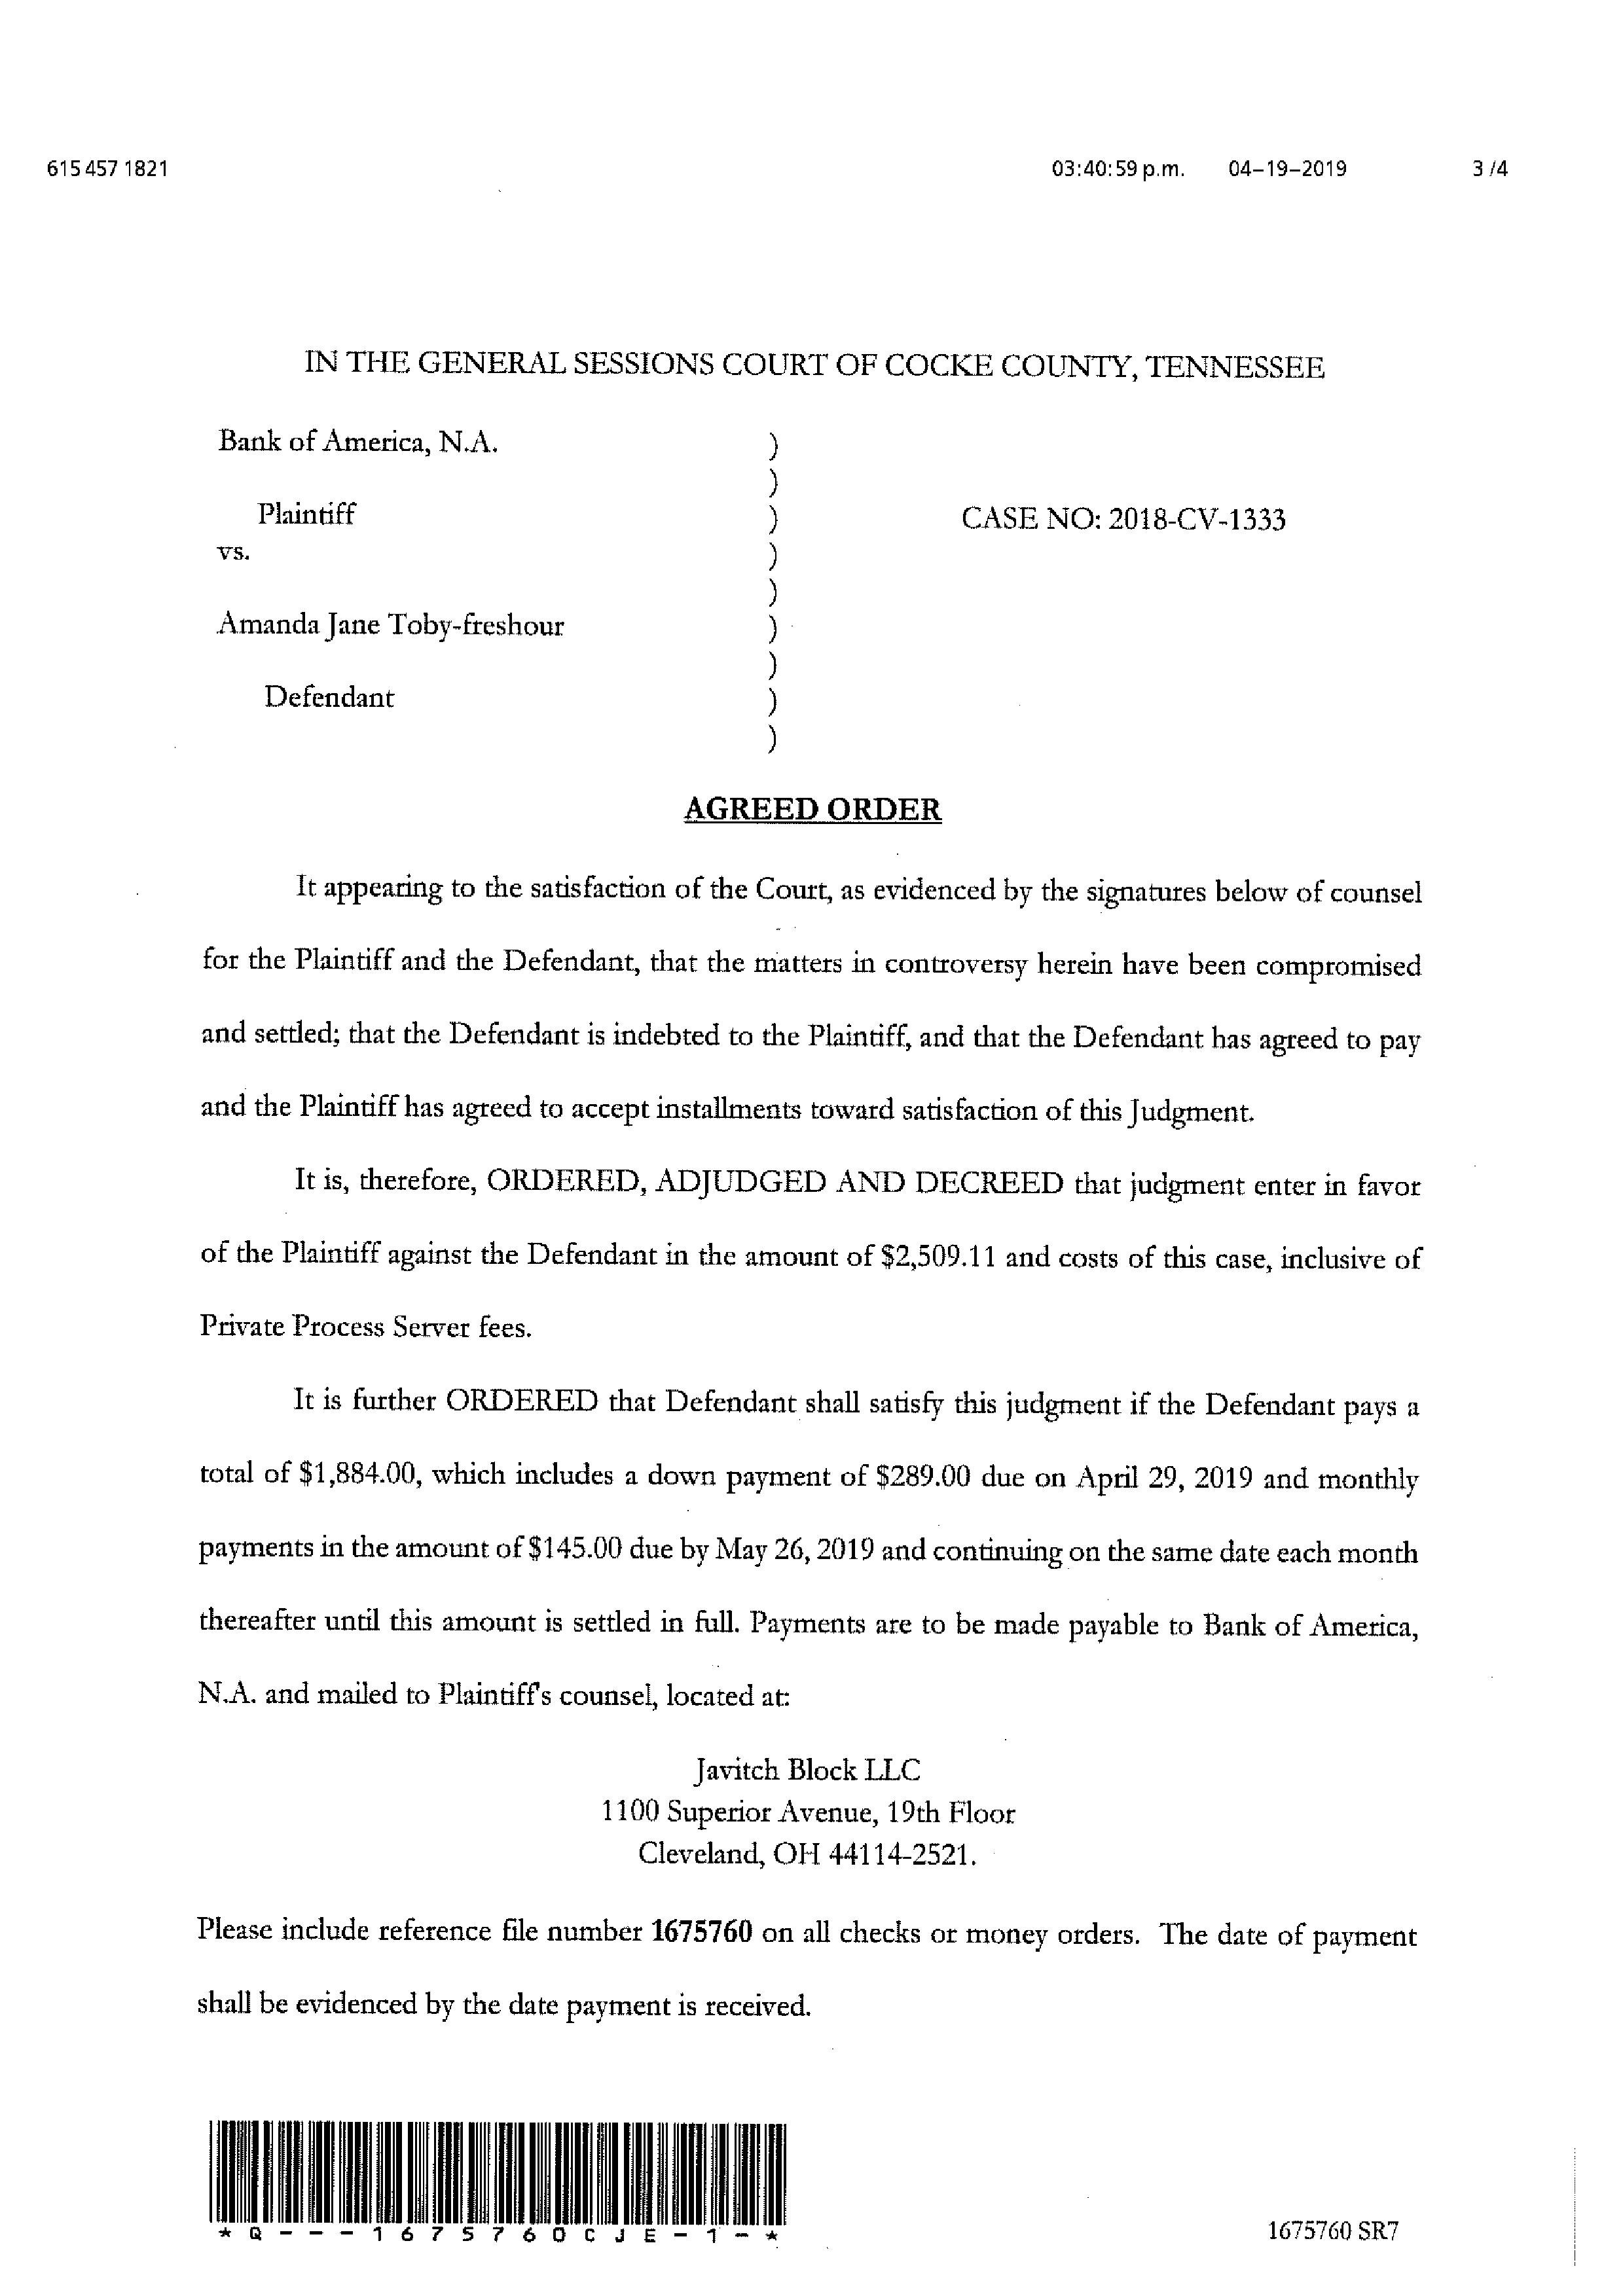 615 457 1821 03:40:59 p.m. 04-19-2019 3 /4
IN THE GENERAL SESSIONS COURT OF COCKE COUNTY, TENNESSEE
Bank of America, N.A. )
)
Plaintiff ) CASE NO: 2018-CV-1333
vs. )
)
Amanda Jane Toby-freshour )
)
Defendant )
)
AGREED ORDER
It appearing to the satisfaction of the Court, as evidenced by the signatures below of counsel
for the Plaintiff and the Defendant, that the matters in controversy herein have been compromised
and settled; that the Defendant is indebted to the Plaintiff, and that the Defendant has agreed to pay
and the Plaintiff has agreed to accept installments toward satisfaction of this Judgment.
It is, therefore, ORDERED, ADJUDGED AND DECREED that judgment enter in favor
of the Plaintiff against the Defendant in the amount of $2,509.11 and costs of this case, inclusive of
Private Process Server fees.
It is further ORDERED that Defendant shall satisfy this judgment if the Defendant pays a
total of $1,884.00, which includes a down payment of $289.00 due on April 29, 2019 and monthly
payments in the amount of $145.00 due by May 26, 2019 and continuing on the same date each month
thereafter until this amount is settled in full. Payments are to be made payable to Bank of America,
N.A. and mailed to Plaintiff's counsel, located at:
Javitch Block LLC
1100 Superior Avenue, 19th Floor
Cleveland, OH 44114-2521.
Please include reference file number 1675760 on all checks or money orders. The date of payment
shall be evidenced by the date payment is received.
* Q - - - 1 6 7 5 7 6 0 C J E - 1 - *
1675760 SR7